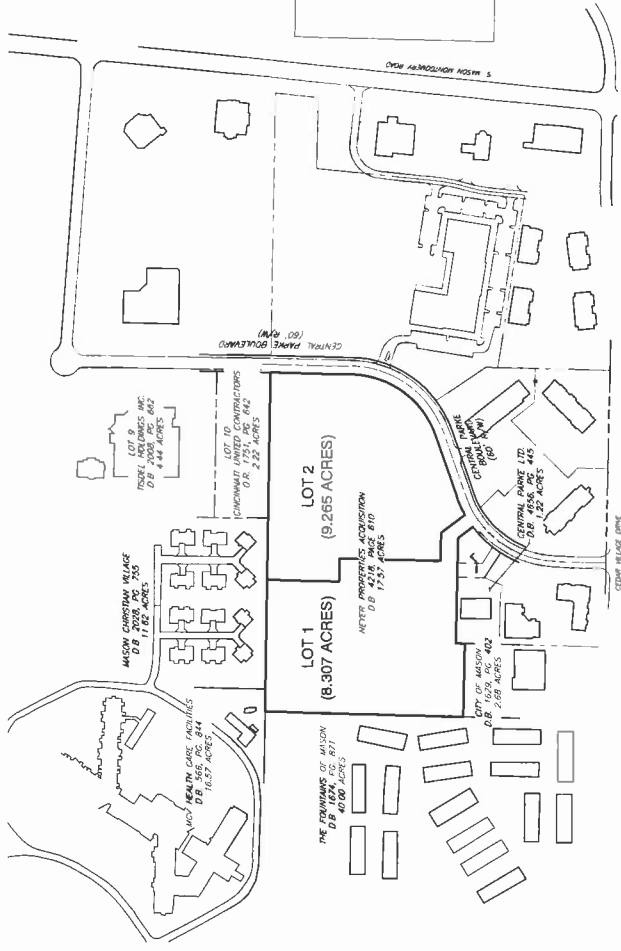 S MASON MONTGOMERY ROAD
CENTRAL PARKE BOULEVARD
(60' R/W)
LOT 9
TISREL HOLDINGS INC.
D.B. 2008, PG 682
4.44 ACRES
LOT 10
CINCINNATI UNITED CONTRACTORS
O.R. 1751, PG 642
2.22 ACRES
MASON CHRISTIAN VILLAGE
D.B. 2028, PG 755
11.62 ACRES
MCV HEALTH CARE FACILITIES
D.B. 566, PG. 844
16.57 ACRES
LOT 2
(9.265 ACRES)
LOT 1
(8.307 ACRES)
NEYER PROPERTIES ACQUISITION
D.B 4218, PAGE 810
17.57 ACRES
CENTRAL PARKE
BOULEVARD
(60' R/W)
CENTRAL PARKE LTD.
D.B. 4656, PG. 445
1.22 ACRES
CITY OF MASON
D.B. 1629, PG. 402
2.68 ACRES
THE FOUNTAINS OF MASON
D.B 1674, PG. 871
40.00 ACRES
CEDAR VILLAGE DRIVE